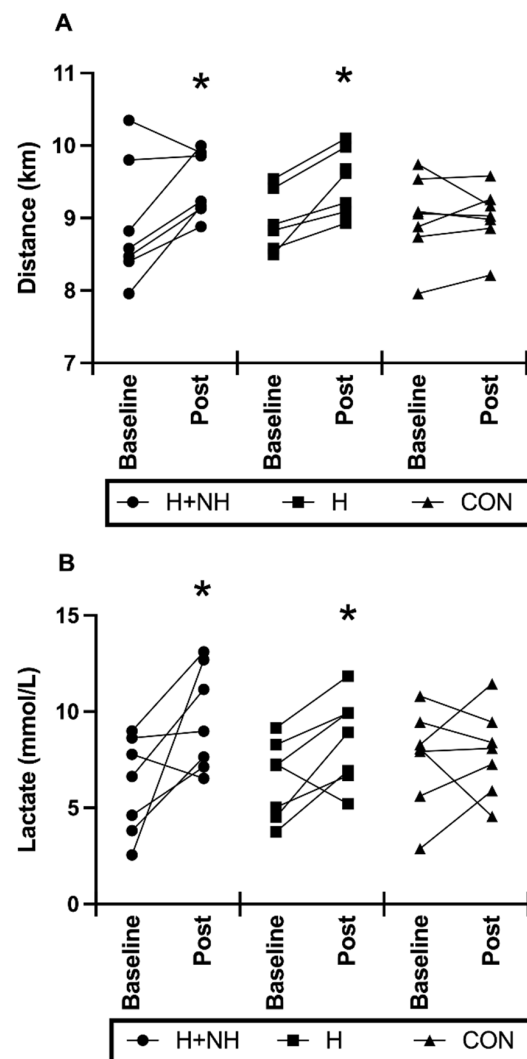 A
Distance (km)
11
10
9
8
7
*
*
Baseline
Post
Baseline
Post
Baseline
Post
H+NH
H
CON
B
Lactate (mmol/L)
15
10
5
0
*
*
Baseline
Post
Baseline
Post
Baseline
Post
H+NH
H
CON